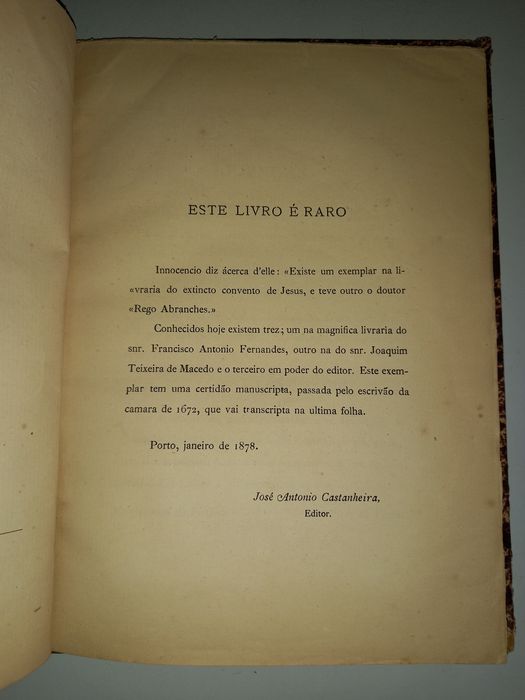 ESTE LIVRO É RARO
Innocencio diz ácerca d'elle: «Existe um exemplar na li-
«vraria do extincto convento de Jesus, e teve outro o doutor
«Rego Abranches.»
Conhecidos hoje existem trez; um na magnifica livraria do
snr. Francisco Antonio Fernandes, outro na do snr. Joaquim
Teixeira de Macedo e o terceiro em poder do editor. Este exem-
plar tem uma certidão manuscripta, passada pelo escrivão da
camara de 1672, que vai transcripta na ultima folha.
Porto, janeiro de 1878.
José Antonio Castanheira,
Editor.